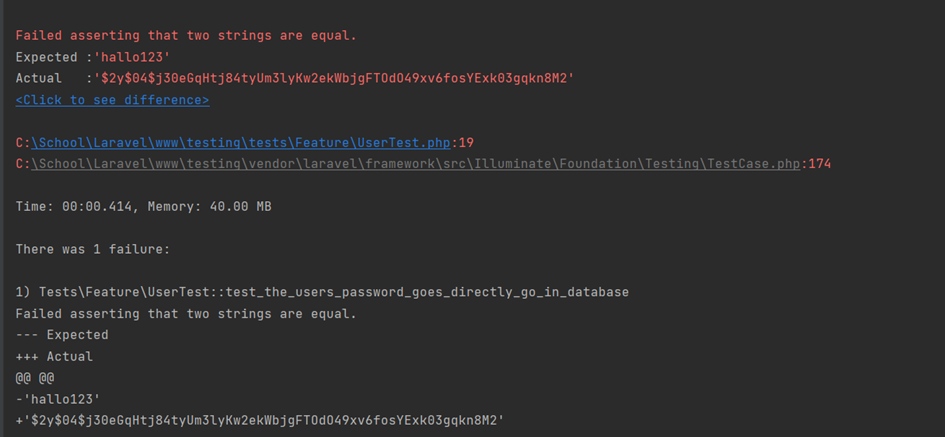 Failed asserting that two strings are equal.
Expected :'hallo123'
Actual   :'$2y$04$j30eGqHtj84tyUm3lyKw2ekWbjgFTOdO49xv6fosYExk03gqkn8M2'
<Click to see difference>
C:\School\Laravel\www\testing\tests\Feature\UserTest.php:19
C:\School\Laravel\www\testing\vendor\laravel\framework\src\Illuminate\Foundation\Testing\TestCase.php:174
Time: 00:00.414, Memory: 40.00 MB
There was 1 failure:
1) Tests\Feature\UserTest::test_the_users_password_goes_directly_go_in_database
Failed asserting that two strings are equal.
--- Expected
+++ Actual
@@ @@
-'hallo123'
+'$2y$04$j30eGqHtj84tyUm3lyKw2ekWbjgFTOdO49xv6fosYExk03gqkn8M2'